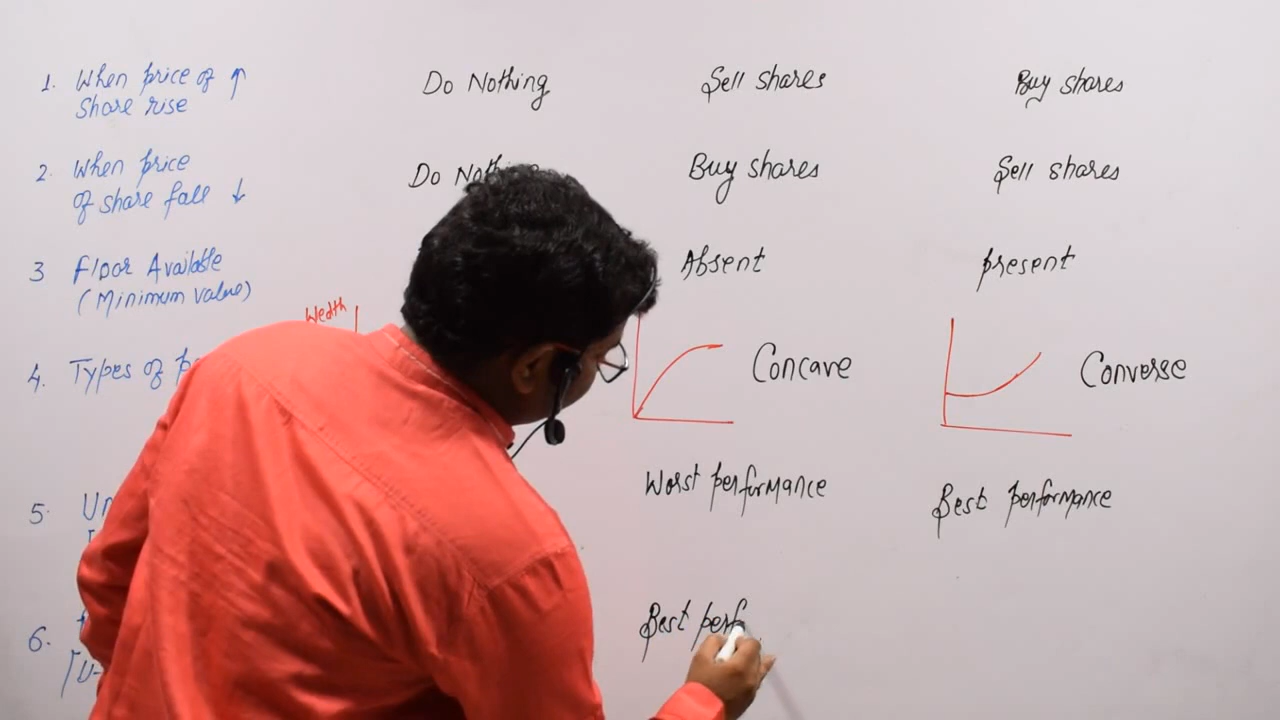 1. When price of ↑ Do Nothing Sell shares Buy shares
share rise
2. When price Do Buy shares Sell shares
of share fall ↓
3 Floor Available Absent present
(Minimum value)
4. Types of Concave Converse
5. Worst performance Best performance
6. Best perf